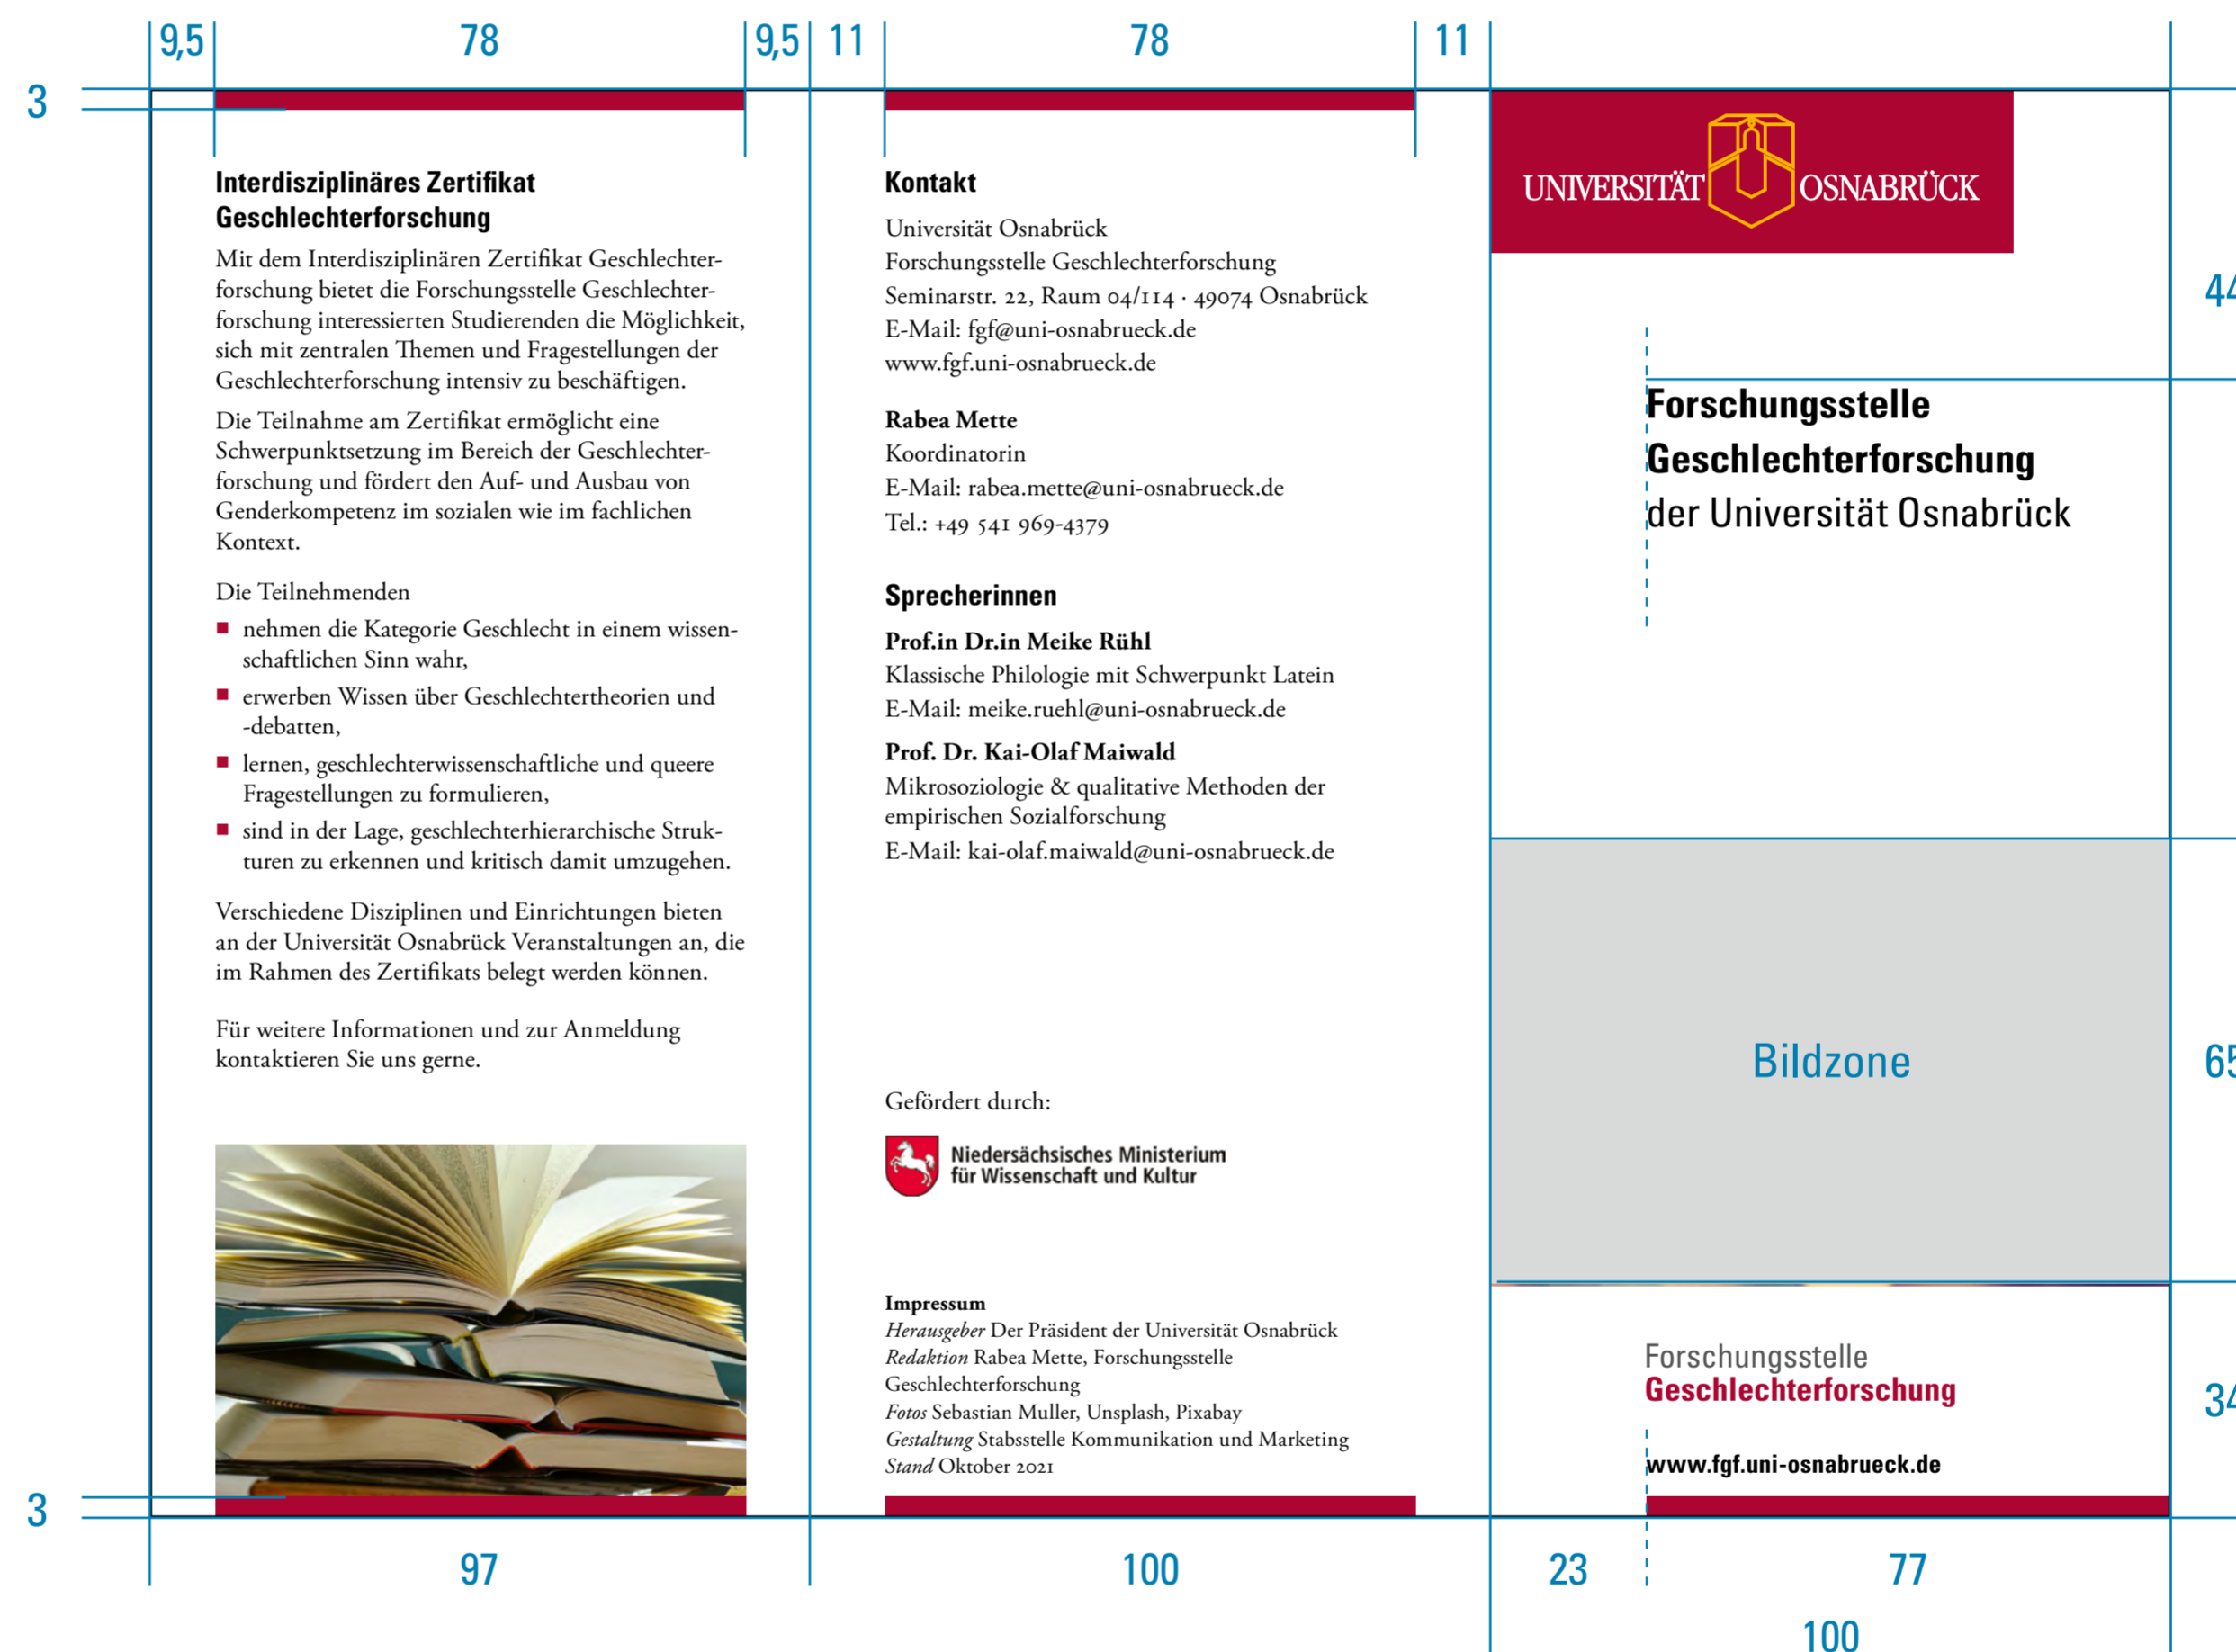 9,5
78
9,5
11
78
11
3
Interdisziplinäres Zertifikat
Geschlechterforschung
Mit dem Interdisziplinären Zertifikat Geschlechter-
forschung bietet die Forschungsstelle Geschlechter-
forschung interessierten Studierenden die Möglichkeit,
sich mit zentralen Themen und Fragestellungen der
Geschlechterforschung intensiv zu beschäftigen.
Die Teilnahme am Zertifikat ermöglicht eine
Schwerpunktsetzung im Bereich der Geschlechter-
forschung und fördert den Auf- und Ausbau von
Genderkompetenz im sozialen wie im fachlichen
Kontext.
Die Teilnehmenden
nehmen die Kategorie Geschlecht in einem wissen-
schaftlichen Sinn wahr,
erwerben Wissen über Geschlechtertheorien und
-debatten,
lernen, geschlechterwissenschaftliche und queere
Fragestellungen zu formulieren,
sind in der Lage, geschlechterhierarchische Struk-
turen zu erkennen und kritisch damit umzugehen.
Verschiedene Disziplinen und Einrichtungen bieten
an der Universität Osnabrück Veranstaltungen an, die
im Rahmen des Zertifikats belegt werden können.
Für weitere Informationen und zur Anmeldung
kontaktieren Sie uns gerne.
3
97
Kontakt
Universität Osnabrück
Forschungsstelle Geschlechterforschung
Seminarstr. 22, Raum 04/114 · 49074 Osnabrück
E-Mail: fgf@uni-osnabrueck.de
www.fgf.uni-osnabrueck.de
Rabea Mette
Koordinatorin
E-Mail: rabea.mette@uni-osnabrueck.de
Tel.: +49 541 969-4379
Sprecherinnen
Prof.in Dr.in Meike Rühl
Klassische Philologie mit Schwerpunkt Latein
E-Mail: meike.ruehl@uni-osnabrueck.de
Prof. Dr. Kai-Olaf Maiwald
Mikrosoziologie & qualitative Methoden der
empirischen Sozialforschung
E-Mail: kai-olaf.maiwald@uni-osnabrueck.de
Gefördert durch:
Niedersächsisches Ministerium
für Wissenschaft und Kultur
Impressum
Herausgeber Der Präsident der Universität Osnabrück
Redaktion Rabea Mette, Forschungsstelle
Geschlechterforschung
Fotos Sebastian Muller, Unsplash, Pixabay
Gestaltung Stabsstelle Kommunikation und Marketing
Stand Oktober 2021
100
UNIVERSITÄT OSNABRÜCK
44
Forschungsstelle
Geschlechterforschung
der Universität Osnabrück
Bildzone
65
Forschungsstelle
Geschlechterforschung
34
www.fgf.uni-osnabrueck.de
23
77
100